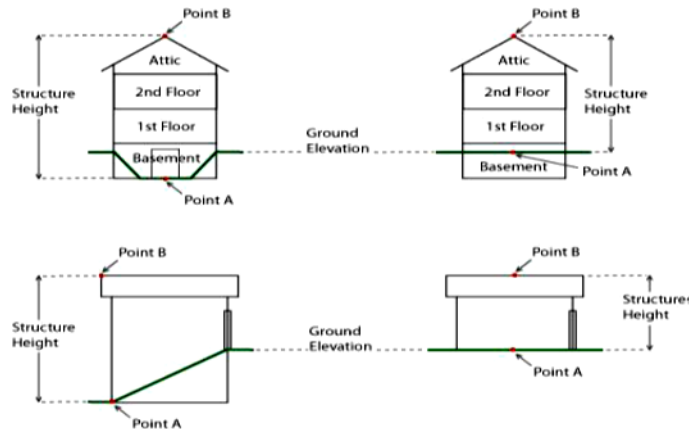 Point B
Attic
2nd Floor
1st Floor
Basement
Structure
Height
Point A
Ground
Elevation
Point B
Attic
2nd Floor
1st Floor
Basement
Structure
Height
Point A
Point B
Structure
Height
Point A
Ground
Elevation
Point B
Structures
Height
Point A